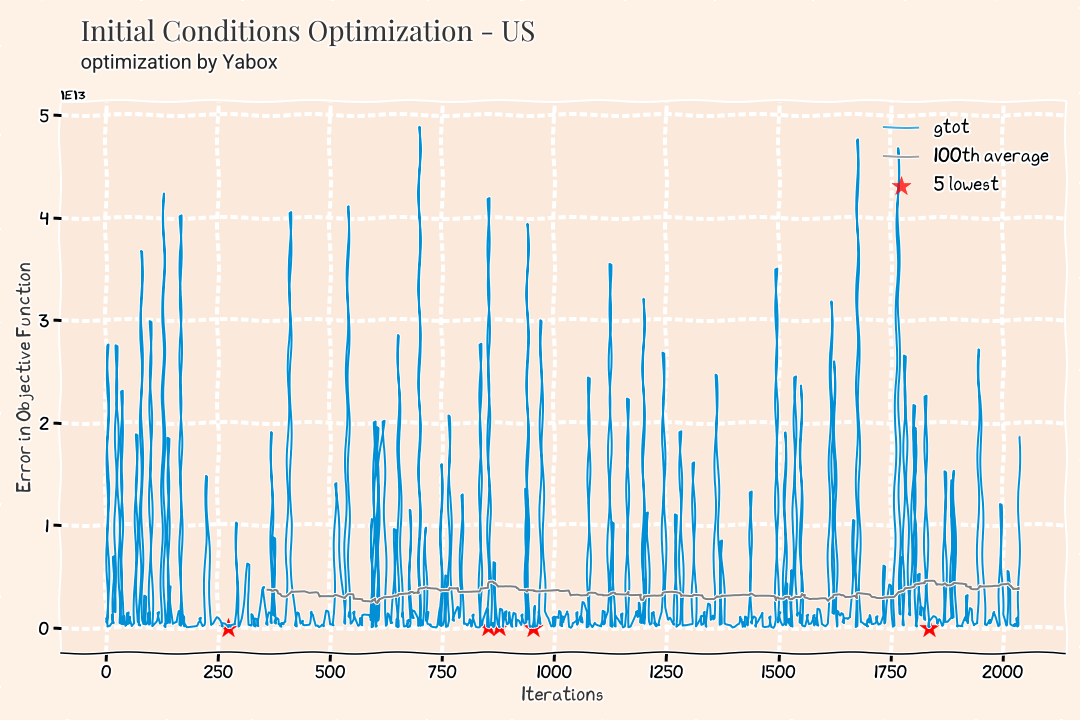 Initial Conditions Optimization - US
optimization by Yabox
1E13
5
4
3
2
1
0
Error in Objective Function
gtot
100th average
5 lowest
0 250 500 750 1000 1250 1500 1750 2000
Iterations